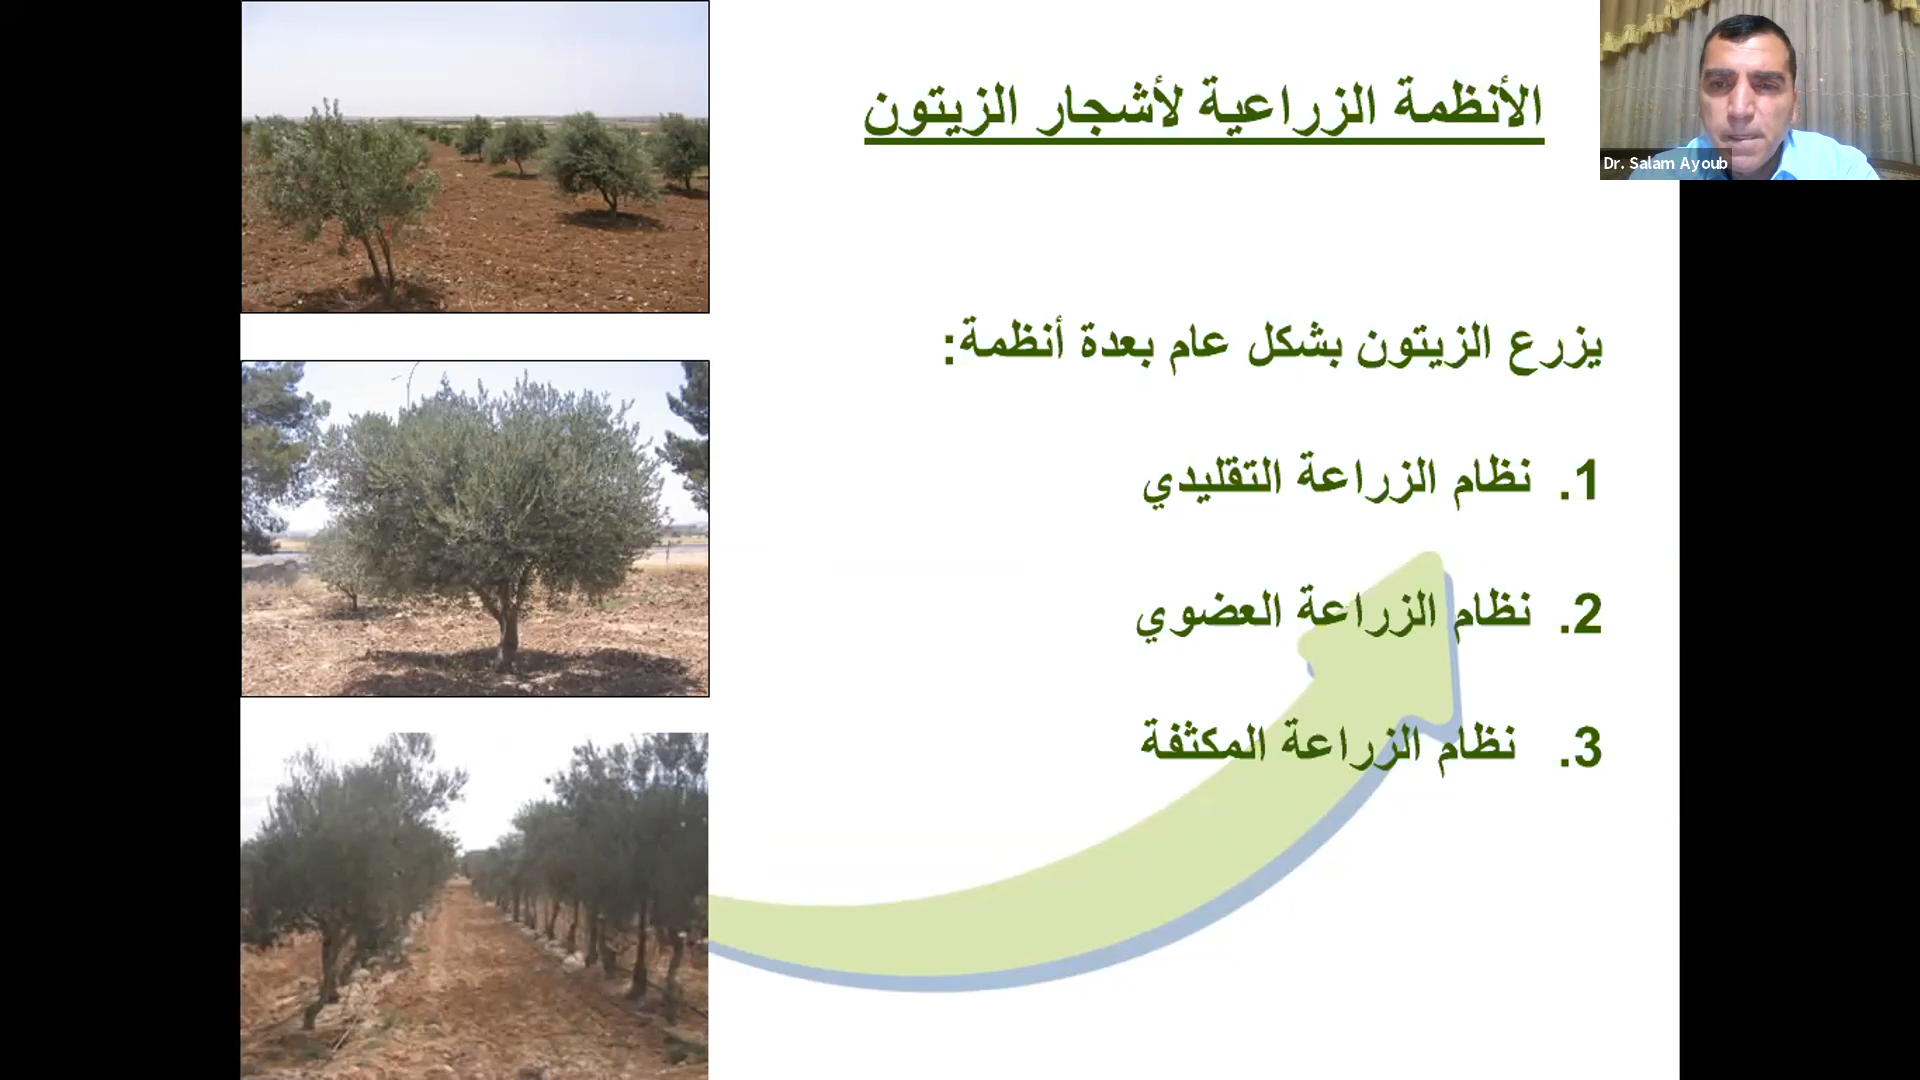 الأنظمة الزراعية لأشجار الزيتون
Dr. Salam Ayoub
يزرع الزيتون بشكل عام بعدة أنظمة:
1. نظام الزراعة التقليدي
2. نظام الزراعة العضوي
3. نظام الزراعة المكثفة